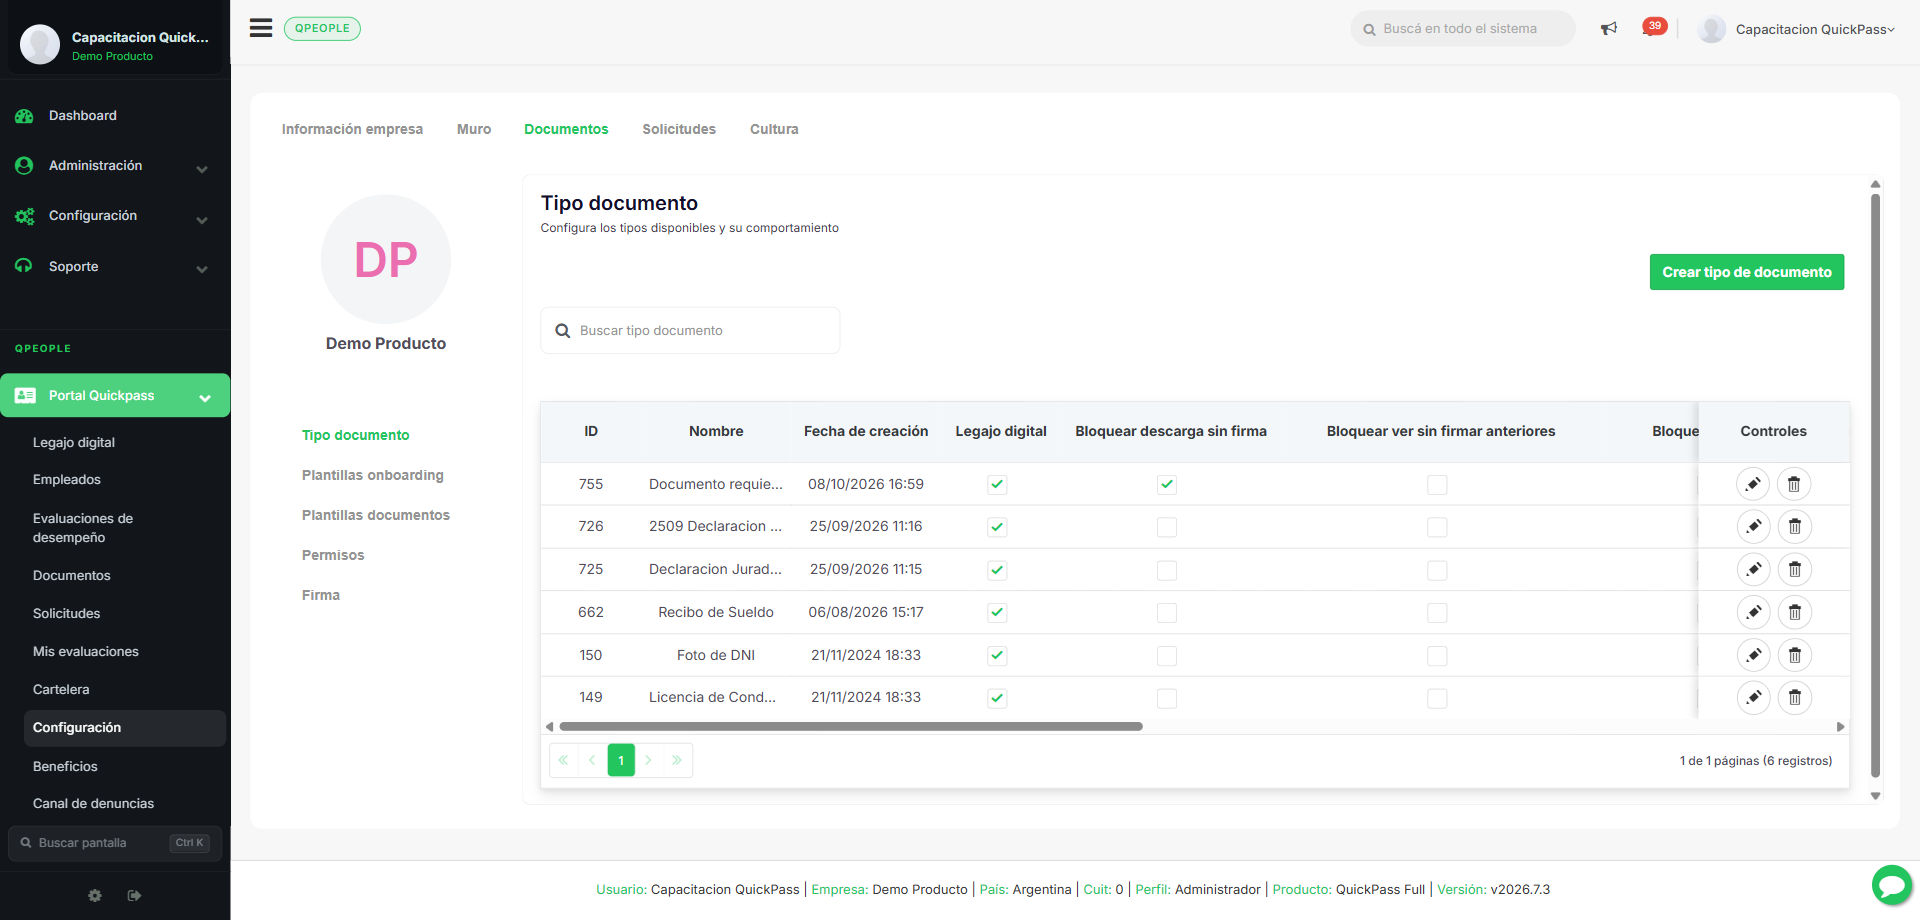 Capacitacion Quick...
Demo Producto
Dashboard
Administración
Configuración
Soporte
QPEOPLE
Portal Quickpass
Legajo digital
Empleados
Evaluaciones de
desempeño
Documentos
Solicitudes
Mis evaluaciones
Cartelera
Configuración
Beneficios
Canal de denuncias
Buscar pantalla Ctrl K
QPEOPLE
Buscá en todo el sistema
39
Capacitacion QuickPass
Información empresa Muro Documentos Solicitudes Cultura
DP
Demo Producto
Tipo documento
Plantillas onboarding
Plantillas documentos
Permisos
Firma
Tipo documento
Configura los tipos disponibles y su comportamiento
Crear tipo de documento
Buscar tipo documento
ID Nombre Fecha de creación Legajo digital Bloquear descarga sin firma Bloquear ver sin firmar anteriores Bloque Controles
755 Documento requie... 08/10/2026 16:59
726 2509 Declaracion ... 25/09/2026 11:16
725 Declaracion Jurad... 25/09/2026 11:15
662 Recibo de Sueldo 06/08/2026 15:17
150 Foto de DNI 21/11/2024 18:33
149 Licencia de Cond... 21/11/2024 18:33
« ‹ 1 › »
1 de 1 páginas (6 registros)
Usuario: Capacitacion QuickPass | Empresa: Demo Producto | País: Argentina | Cuit: 0 | Perfil: Administrador | Producto: QuickPass Full | Versión: v2026.7.3